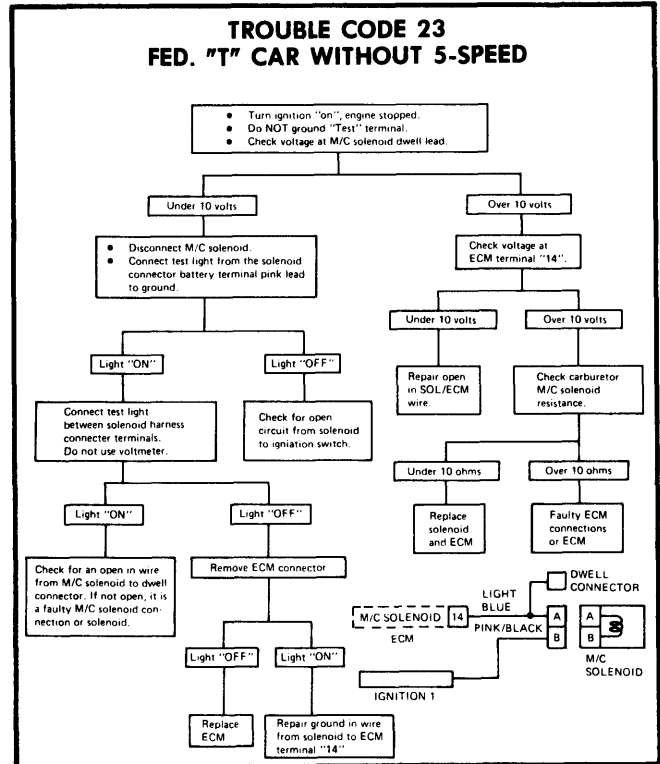 TROUBLE CODE 23
FED. "T" CAR WITHOUT 5-SPEED
● Turn ignition "on", engine stopped.
● Do NOT ground "Test" terminal.
● Check voltage at M/C solenoid dwell lead.
Under 10 volts
Over 10 volts
● Disconnect M/C solenoid.
● Connect test light from the solenoid
connector battery terminal pink lead
to ground.
Check voltage at
ECM terminal "14".
Under 10 volts
Over 10 volts
Light "ON"
Light "OFF"
Repair open
in SOL/ECM
wire.
Check carburetor
M/C solenoid
resistance.
Connect test light
between solenoid harness
connecter terminals.
Do not use voltmeter.
Check for open
circuit from solenoid
to igniation switch.
Under 10 ohms
Over 10 ohms
Light "ON"
Light "OFF"
Replace
solenoid
and ECM
Faulty ECM
connections
or ECM
Check for an open in wire
from M/C solenoid to dwell
connector. If not open, it is
a faulty M/C solenoid con-
nection or solenoid.
Remove ECM connector
Light "OFF"
Light "ON"
Replace
ECM
Repair ground in wire
from solenoid to ECM
terminal "14"
DWELL
CONNECTOR
LIGHT
BLUE
M/C SOLENOID 14
PINK/BLACK
A
B
A
B
ECM
M/C
SOLENOID
IGNITION 1